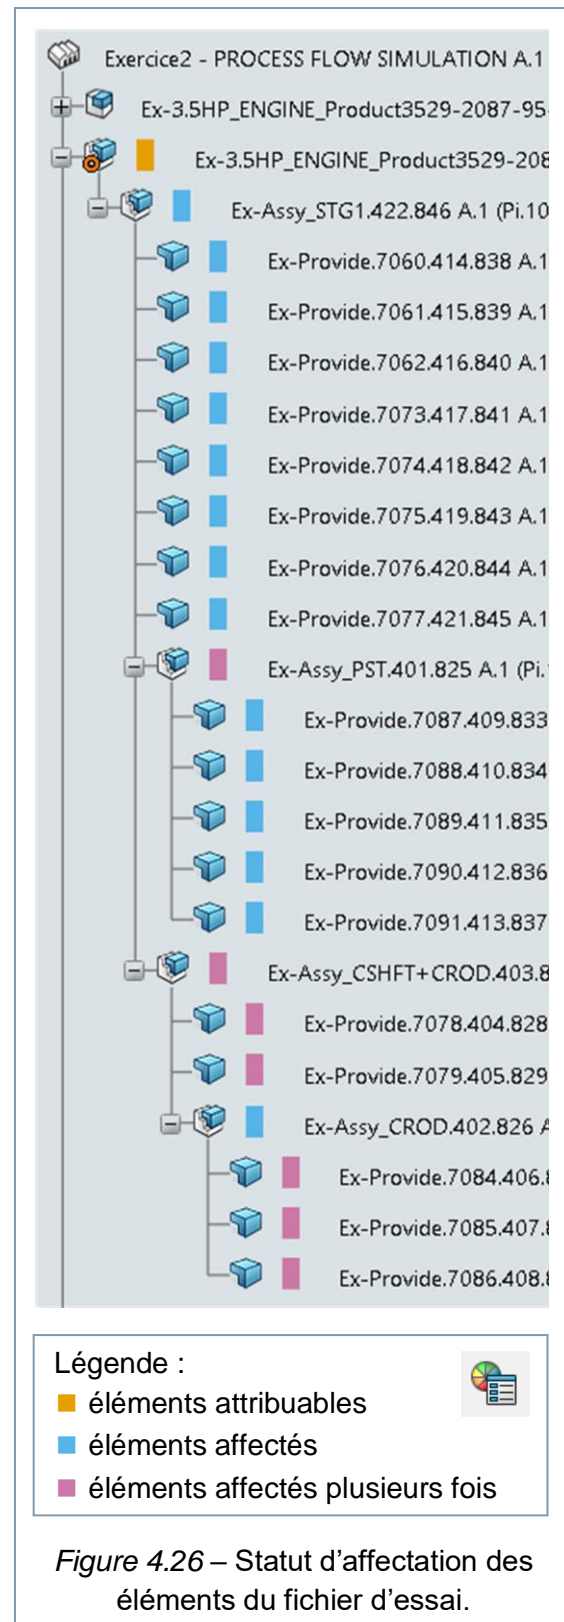 Exercice2 - PROCESS FLOW SIMULATION A.1
Ex-3.5HP_ENGINE_Product3529-2087-95-
Ex-3.5HP_ENGINE_Product3529-208
Ex-Assy_STG1.422.846 A.1 (Pi.10
Ex-Provide.7060.414.838 A.1
Ex-Provide.7061.415.839 A.1
Ex-Provide.7062.416.840 A.1
Ex-Provide.7073.417.841 A.1
Ex-Provide.7074.418.842 A.1
Ex-Provide.7075.419.843 A.1
Ex-Provide.7076.420.844 A.1
Ex-Provide.7077.421.845 A.1
Ex-Assy_PST.401.825 A.1 (Pi.
Ex-Provide.7087.409.833
Ex-Provide.7088.410.834
Ex-Provide.7089.411.835
Ex-Provide.7090.412.836
Ex-Provide.7091.413.837
Ex-Assy_CSHFT+CROD.403.8
Ex-Provide.7078.404.828
Ex-Provide.7079.405.829
Ex-Assy_CROD.402.826 A
Ex-Provide.7084.406.8
Ex-Provide.7085.407.8
Ex-Provide.7086.408.8
Légende :
éléments attribuables
éléments affectés
éléments affectés plusieurs fois
Figure 4.26 – Statut d’affectation des
éléments du fichier d’essai.